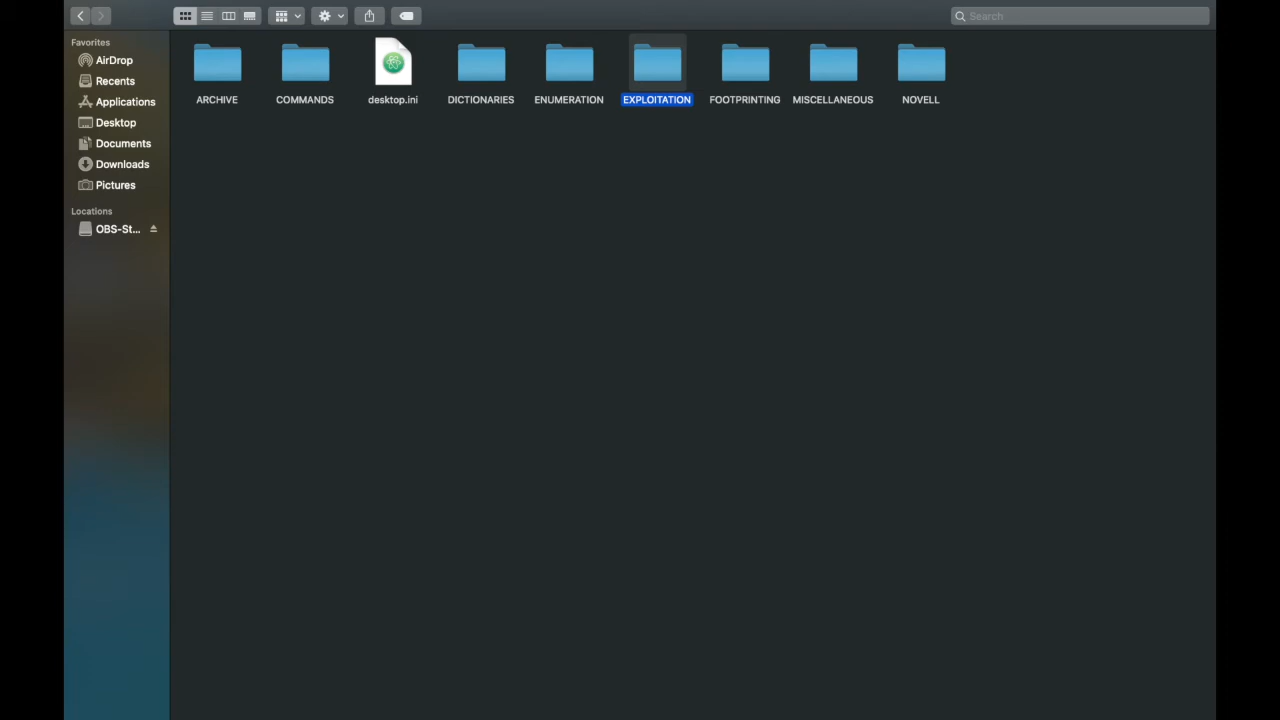 Search
Favorites
AirDrop
Recents
Applications
Desktop
Documents
Downloads
Pictures
Locations
OBS-St...
ARCHIVE
COMMANDS
desktop.ini
DICTIONARIES
ENUMERATION
EXPLOITATION
FOOTPRINTING
MISCELLANEOUS
NOVELL